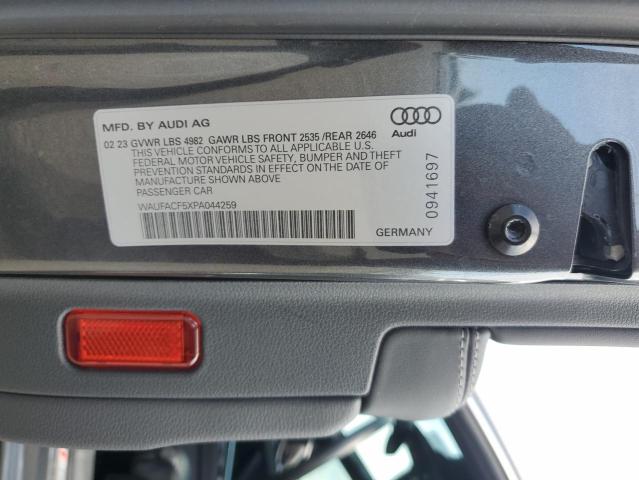 MFD. BY AUDI AG
02 23 GVWR LBS 4982 GAWR LBS FRONT 2535 /REAR 2646
THIS VEHICLE CONFORMS TO ALL APPLICABLE U.S.
FEDERAL MOTOR VEHICLE SAFETY, BUMPER AND THEFT
PREVENTION STANDARDS IN EFFECT ON THE DATE OF
MANUFACTURE SHOWN ABOVE
PASSENGER CAR
WAUFACF5XPA044259
Audi
0941697
GERMANY